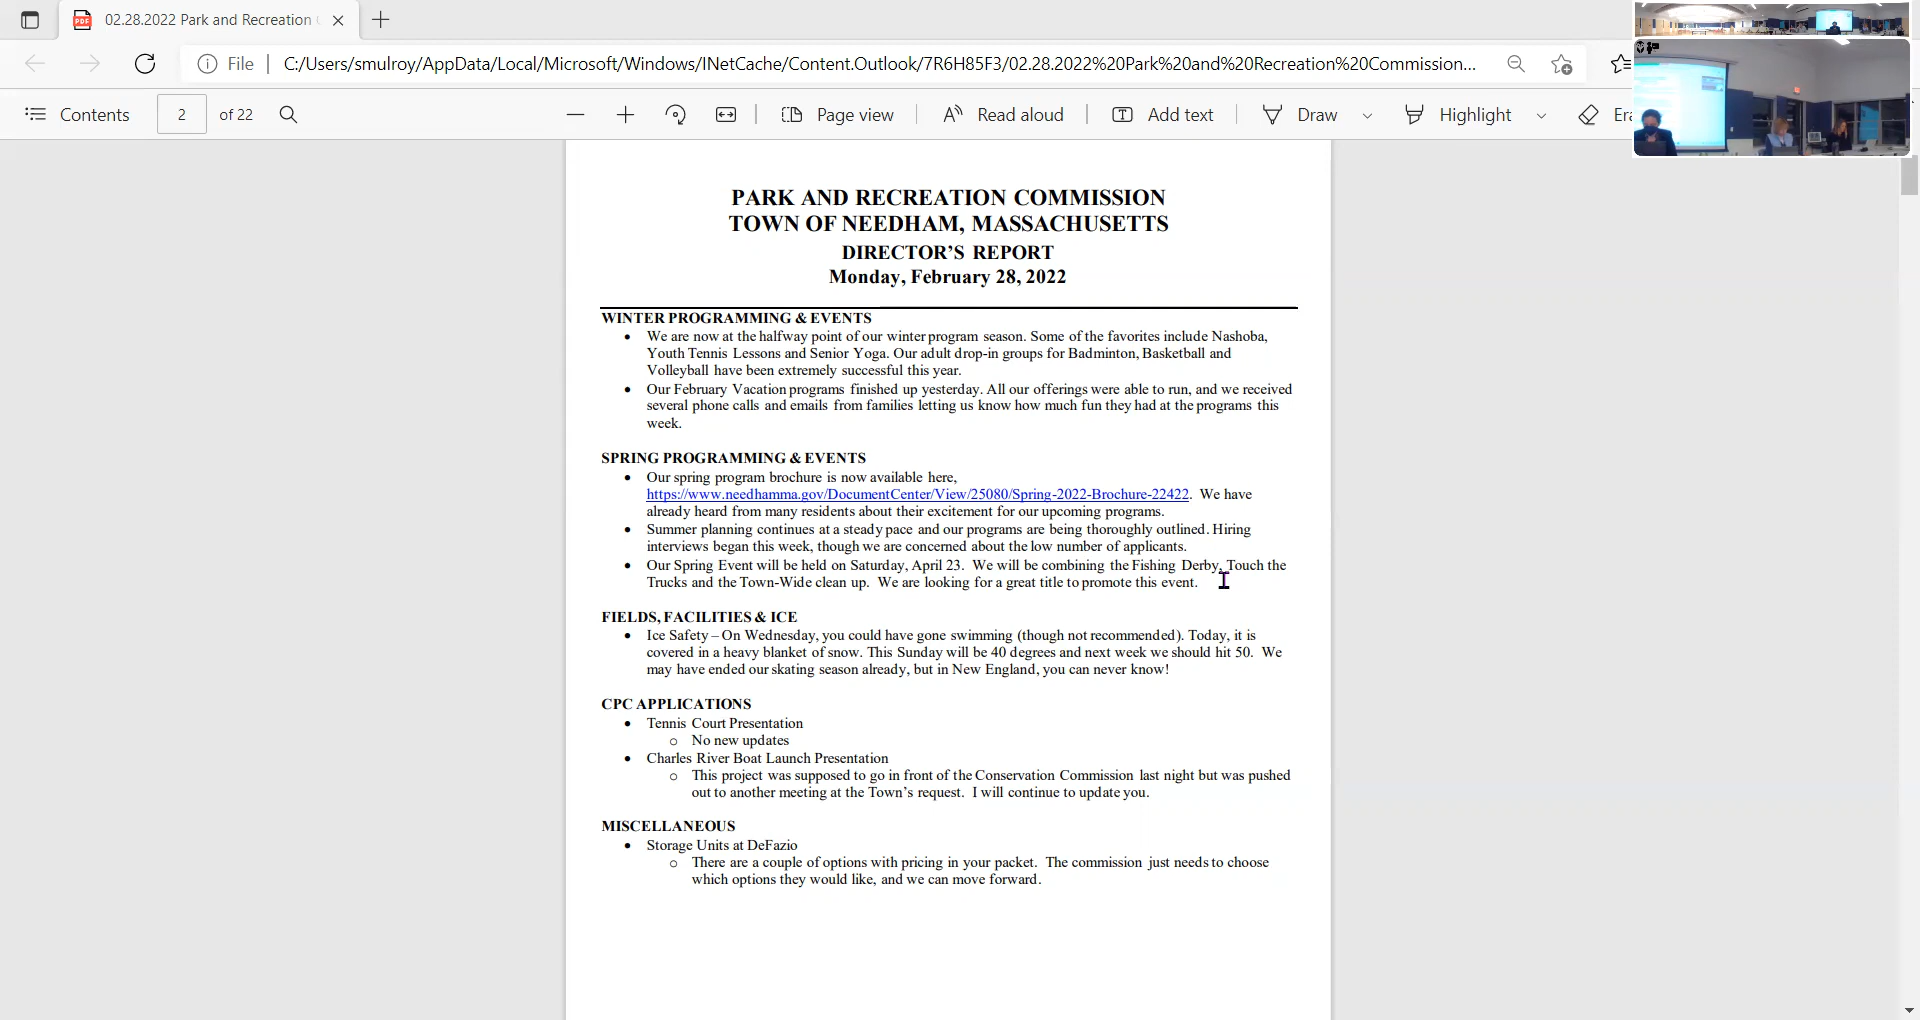 02.28.2022 Park and Recreation
File
C:/Users/smulroy/AppData/Local/Microsoft/Windows/INetCache/Content.Outlook/7R6H85F3/02.28.2022%20Park%20and%20Recreation%20Commission...
Contents
2 of 22
Page view
Read aloud
Add text
Draw
Highlight
Era
PARK AND RECREATION COMMISSION
TOWN OF NEEDHAM, MASSACHUSETTS
DIRECTOR'S REPORT
Monday, February 28, 2022
WINTER PROGRAMMING & EVENTS
• We are now at the halfway point of our winter program season. Some of the favorites include Nashoba,
Youth Tennis Lessons and Senior Yoga. Our adult drop-in groups for Badminton, Basketball and
Volleyball have been extremely successful this year.
• Our February Vacation programs finished up yesterday. All our offerings were able to run, and we received
several phone calls and emails from families letting us know how much fun they had at the programs this
week.
SPRING PROGRAMMING & EVENTS
• Our spring program brochure is now available here,
https://www.needhamma.gov/DocumentCenter/View/25080/Spring-2022-Brochure-22422. We have
already heard from many residents about their excitement for our upcoming programs.
• Summer planning continues at a steady pace and our programs are being thoroughly outlined. Hiring
interviews began this week, though we are concerned about the low number of applicants.
• Our Spring Event will be held on Saturday, April 23. We will be combining the Fishing Derby, Touch the
Trucks and the Town-Wide clean up. We are looking for a great title to promote this event.
FIELDS, FACILITIES & ICE
• Ice Safety – On Wednesday, you could have gone swimming (though not recommended). Today, it is
covered in a heavy blanket of snow. This Sunday will be 40 degrees and next week we should hit 50. We
may have ended our skating season already, but in New England, you can never know!
CPC APPLICATIONS
• Tennis Court Presentation
o No new updates
• Charles River Boat Launch Presentation
o This project was supposed to go in front of the Conservation Commission last night but was pushed
out to another meeting at the Town's request. I will continue to update you.
MISCELLANEOUS
• Storage Units at DeFazio
o There are a couple of options with pricing in your packet. The commission just needs to choose
which options they would like, and we can move forward.